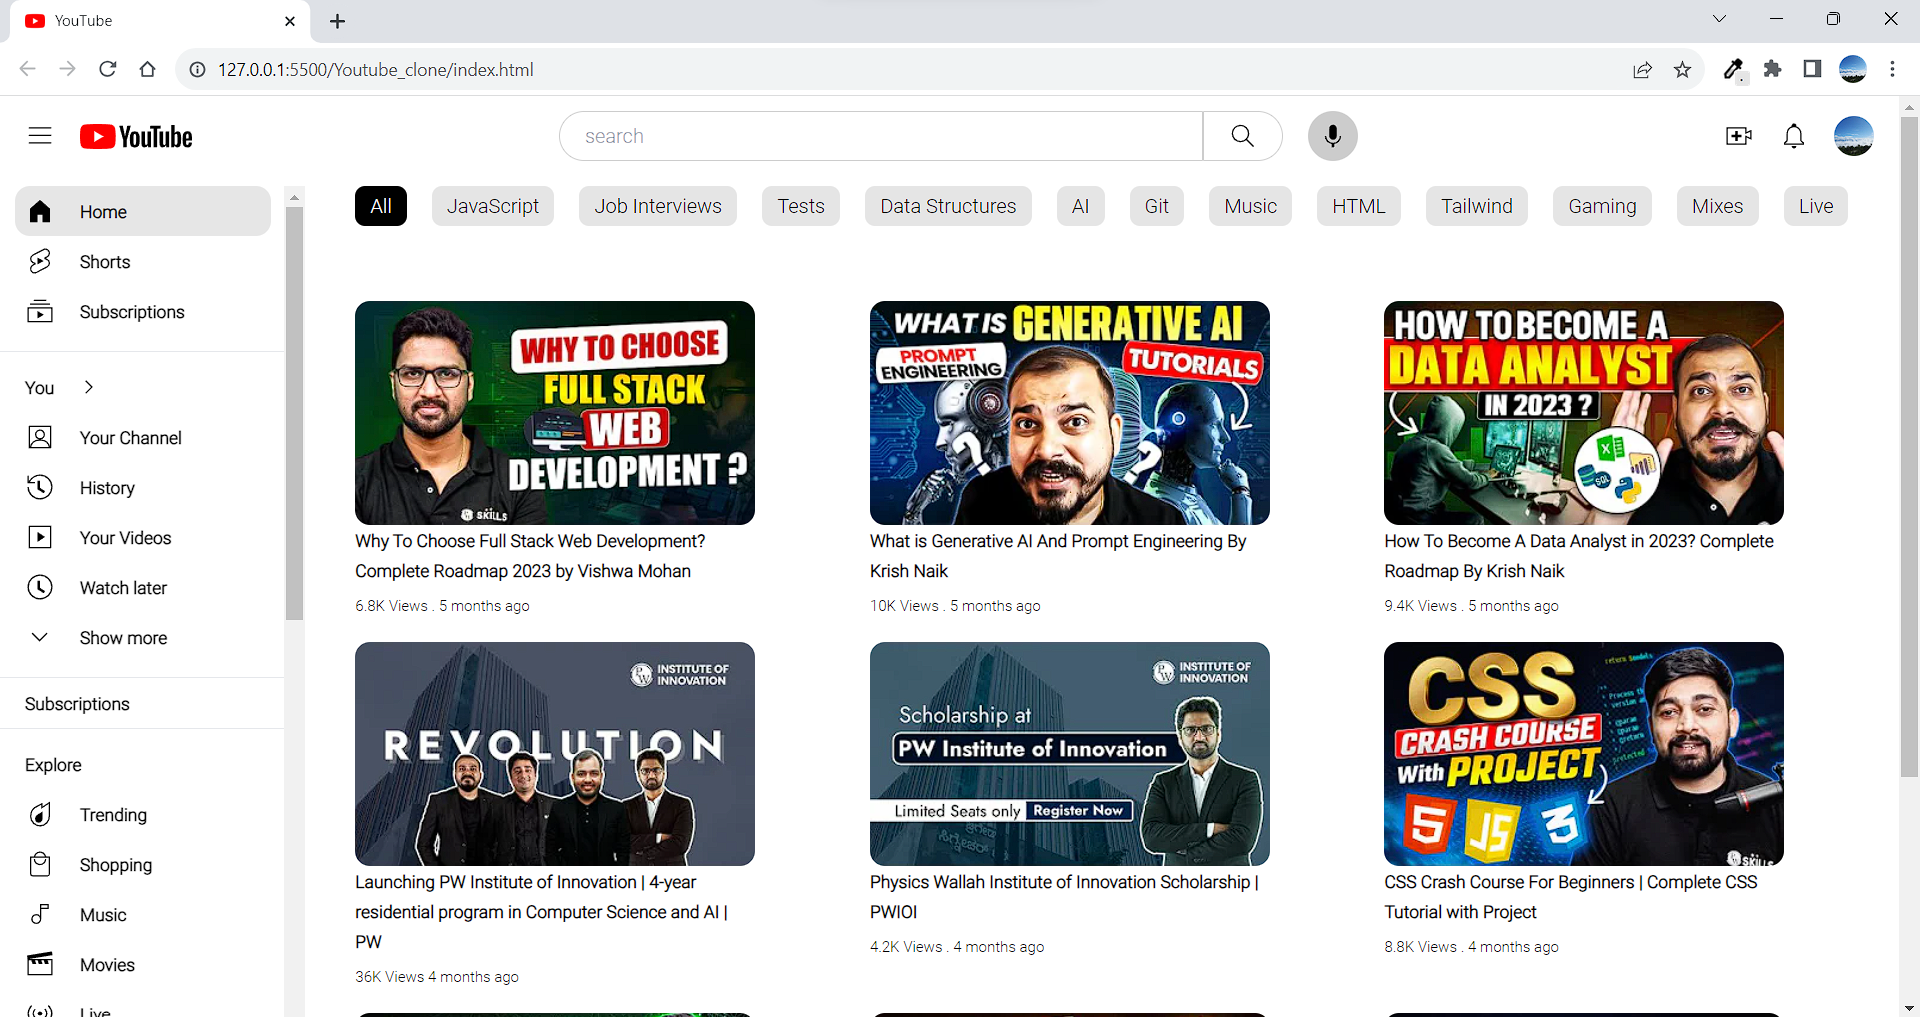 YouTube
127.0.0.1:5500/Youtube_clone/index.html
YouTube
search
Home
Shorts
Subscriptions
You
Your Channel
History
Your Videos
Watch later
Show more
Subscriptions
Explore
Trending
Shopping
Music
Movies
Live
All
JavaScript
Job Interviews
Tests
Data Structures
AI
Git
Music
HTML
Tailwind
Gaming
Mixes
Live
WHY TO CHOOSE
FULL STACK
WEB
DEVELOPMENT ?
SKILLS
Why To Choose Full Stack Web Development?
Complete Roadmap 2023 by Vishwa Mohan
6.8K Views . 5 months ago
WHAT IS GENERATIVE AI
PROMPT
ENGINEERING
TUTORIALS
What is Generative AI And Prompt Engineering By
Krish Naik
10K Views . 5 months ago
HOW TO BECOME A
DATA ANALYST
IN 2023 ?
X
SQL
How To Become A Data Analyst in 2023? Complete
Roadmap By Krish Naik
9.4K Views . 5 months ago
PW
INSTITUTE OF
INNOVATION
REVOLUTION
Launching PW Institute of Innovation | 4-year
residential program in Computer Science and AI |
PW
36K Views 4 months ago
PW
INSTITUTE OF
INNOVATION
Scholarship at
PW Institute of Innovation
Limited Seats only Register Now
Physics Wallah Institute of Innovation Scholarship |
PWIOI
4.2K Views . 4 months ago
CSS
CRASH COURSE
With PROJECT
5
JS
3
SKILLS
CSS Crash Course For Beginners | Complete CSS
Tutorial with Project
8.8K Views . 4 months ago